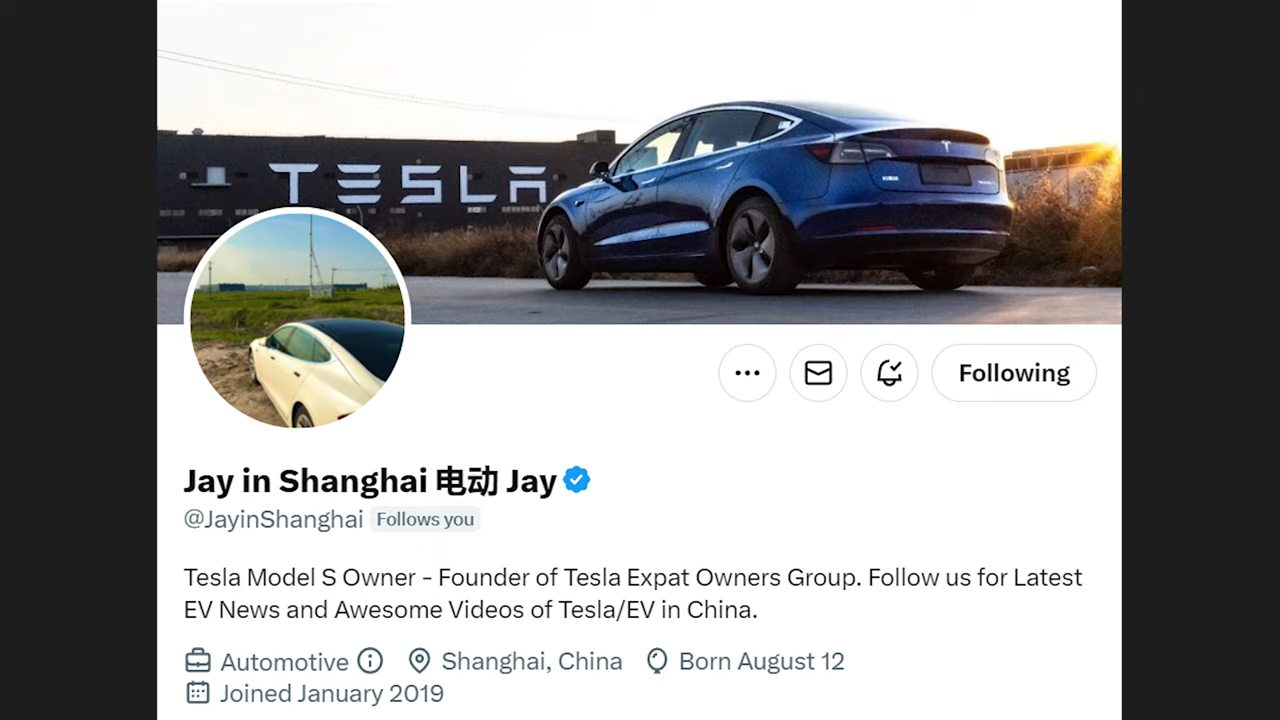 TESLA
Following
Jay in Shanghai 电动 Jay
@JayinShanghai Follows you
Tesla Model S Owner - Founder of Tesla Expat Owners Group. Follow us for Latest
EV News and Awesome Videos of Tesla/EV in China.
Automotive Shanghai, China Born August 12
Joined January 2019